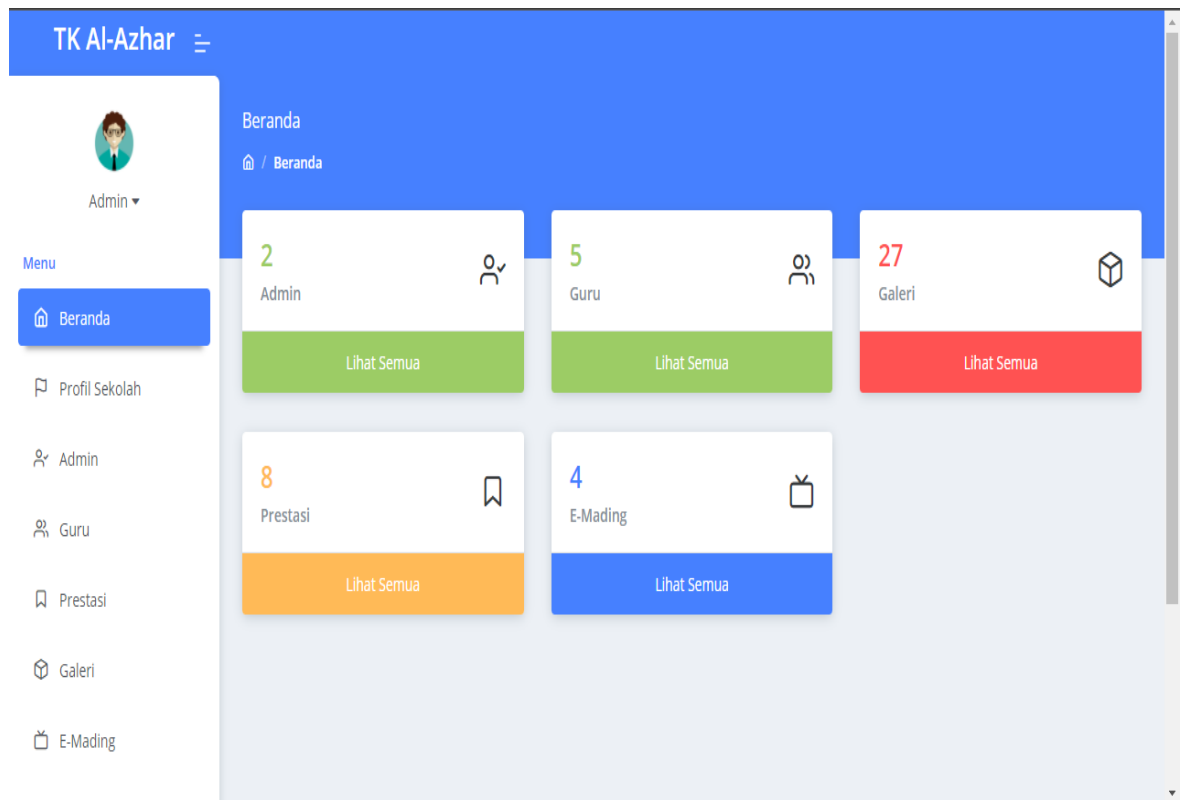 TK Al-Azhar
Admin
Menu
Beranda
Profil Sekolah
Admin
Guru
Prestasi
Galeri
E-Mading
Beranda
/ Beranda
2
Admin
Lihat Semua
5
Guru
Lihat Semua
27
Galeri
Lihat Semua
8
Prestasi
Lihat Semua
4
E-Mading
Lihat Semua